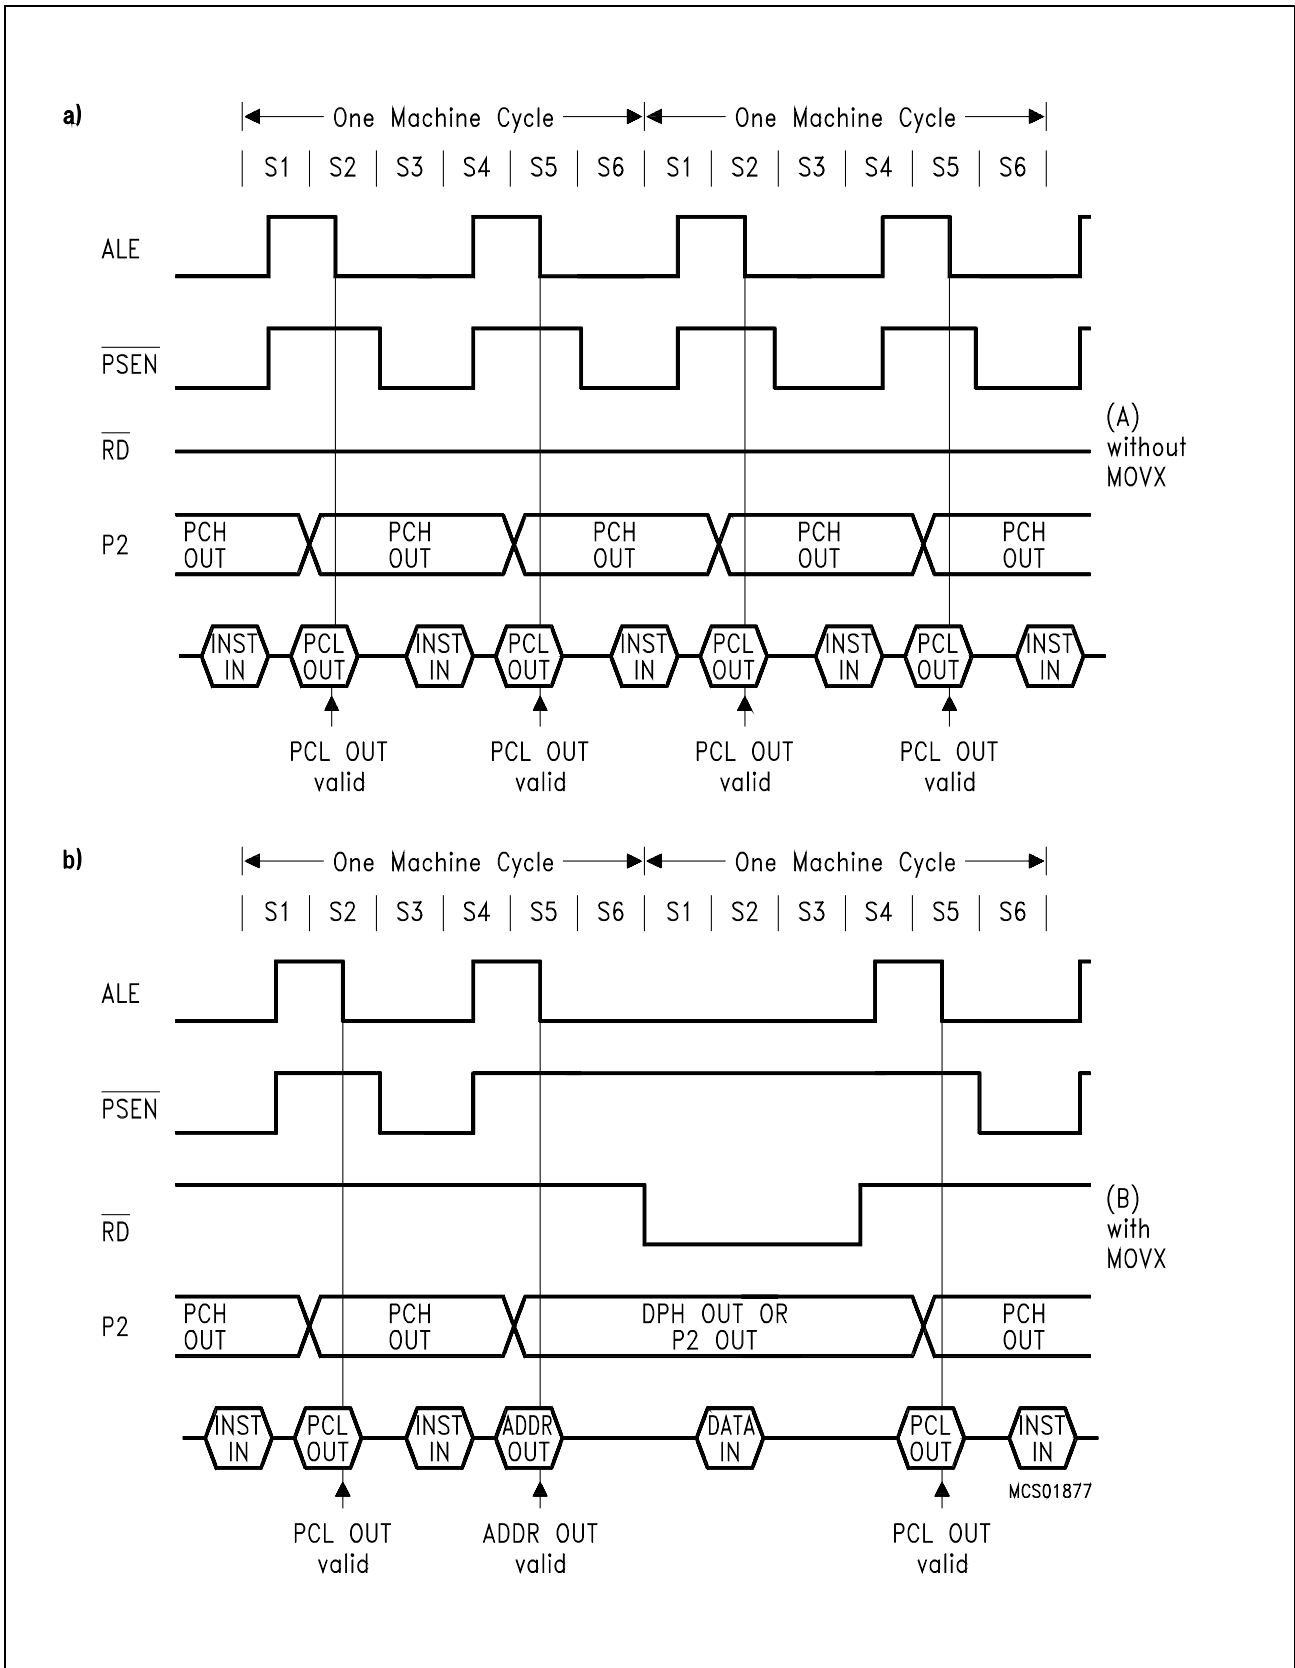 a)
One Machine Cycle One Machine Cycle
S1 S2 S3 S4 S5 S6 S1 S2 S3 S4 S5 S6
ALE
PSEN
(A)
without
MOVX
RD
P2
PCH OUT
PCH OUT
PCH OUT
PCH OUT
PCH OUT
INST IN
PCL OUT
INST IN
PCL OUT
INST IN
PCL OUT
INST IN
PCL OUT
INST IN
PCL OUT valid
PCL OUT valid
PCL OUT valid
PCL OUT valid
b)
One Machine Cycle One Machine Cycle
S1 S2 S3 S4 S5 S6 S1 S2 S3 S4 S5 S6
ALE
PSEN
RD
(B)
with
MOVX
P2
PCH OUT
PCH OUT
DPH OUT OR
P2 OUT
PCH OUT
INST IN
PCL OUT
INST IN
ADDR OUT
DATA IN
PCL OUT
INST IN
MCS01877
PCL OUT valid
ADDR OUT valid
PCL OUT valid